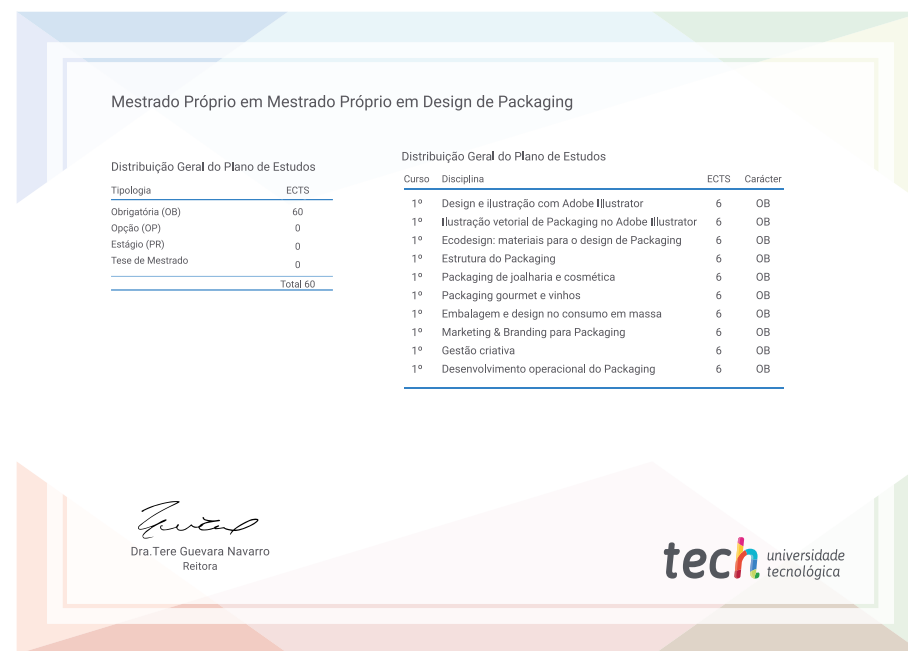 Mestrado Próprio em Mestrado Próprio em Design de Packaging
Distribuição Geral do Plano de Estudos
Tipologia ECTS
Obrigatória (OB) 60
Opção (OP) 0
Estágio (PR) 0
Tese de Mestrado 0
Total 60
Distribuição Geral do Plano de Estudos
Curso Disciplina ECTS Carácter
1º Design e ilustração com Adobe Illustrator 6 OB
1º Ilustração vetorial de Packaging no Adobe Illustrator 6 OB
1º Ecodesign: materiais para o design de Packaging 6 OB
1º Estrutura do Packaging 6 OB
1º Packaging de joalharia e cosmética 6 OB
1º Packaging gourmet e vinhos 6 OB
1º Embalagem e design no consumo em massa 6 OB
1º Marketing & Branding para Packaging 6 OB
1º Gestão criativa 6 OB
1º Desenvolvimento operacional do Packaging 6 OB
Dra.Tere Guevara Navarro
Reitora
tech universidade
tecnológica